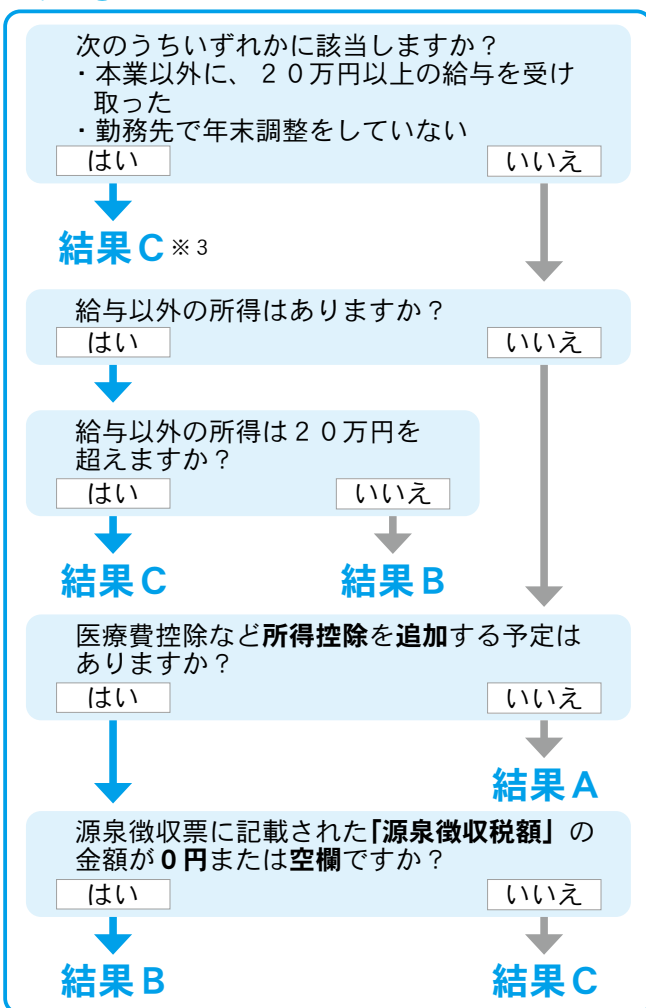 次のうちいずれかに該当しますか？
・本業以外に、２０万円以上の給与を受け
取った
・勤務先で年末調整をしていない
はい
いいえ
結果Ｃ※３
給与以外の所得はありますか？
はい
いいえ
給与以外の所得は２０万円を
超えますか？
はい
いいえ
結果Ｃ
結果Ｂ
医療費控除など所得控除を追加する予定は
ありますか？
はい
いいえ
結果Ａ
源泉徴収票に記載された「源泉徴収税額」の
金額が０円または空欄ですか？
はい
いいえ
結果Ｂ
結果Ｃ